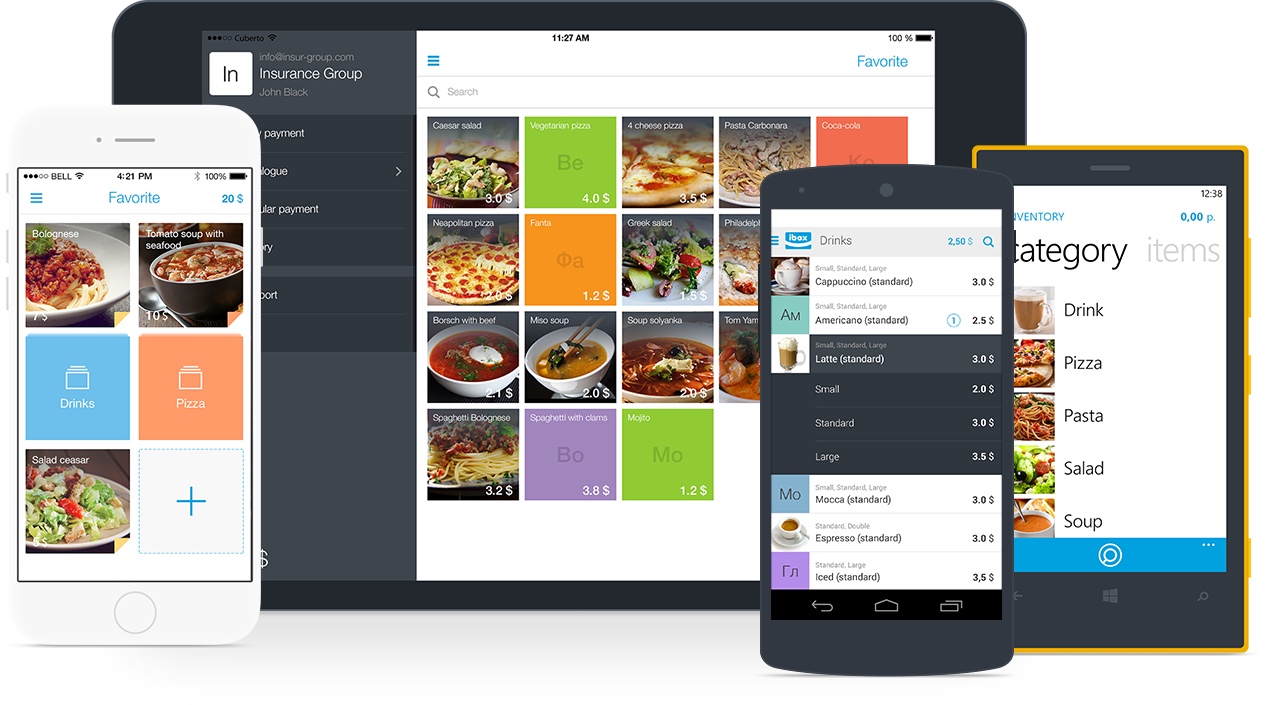 ●●●○○ Cuberto
11:27 AM
100 %
In
info@insur-group.com
Insurance Group
John Black
payment
logue
ular payment
ry
port
$
Favorite
Search
Caesar salad
3.0 $
Vegetarian pizza
Ве
4.0 $
4 cheese pizza
3.5 $
Pasta Carbonara
Coca-cola
Ко
Neapolitan pizza
2.0 $
Fanta
Фа
1.2 $
Greek salad
1.5 $
Philadelph
Borsch with beef
2.1 $
Miso soup
2.0 $
Soup solyanka
2.0 $
Tom Yam
Spaghetti Bolognese
3.2 $
Spaghetti with clams
Во
3.8 $
Mojito
Мо
1.2 $
●●●○○ BELL
4:21 PM
100%
Favorite
20 $
Bolognese
7 $
Tomato soup with
seafood
10 $
Drinks
Pizza
Salad ceasar
ibox
Drinks
2,50 $
Small, Standard, Large
Cappuccino (standard)
3.0 $
Ам
Small, Standard, Large
Americano (standard)
1
2.5 $
Small, Standard, Large
Latte (standard)
3.0 $
Small
2.0 $
Standard
3.0 $
Large
3.5 $
Мо
Small, Standard, Large
Mocca (standard)
3.0 $
Standard, Double
Espresso (standard)
3.0 $
Гл
Standard, Large
Iced (standard)
3,5 $
12:38
NVENTORY
0,00 р.
category items
Drink
Pizza
Pasta
Salad
Soup